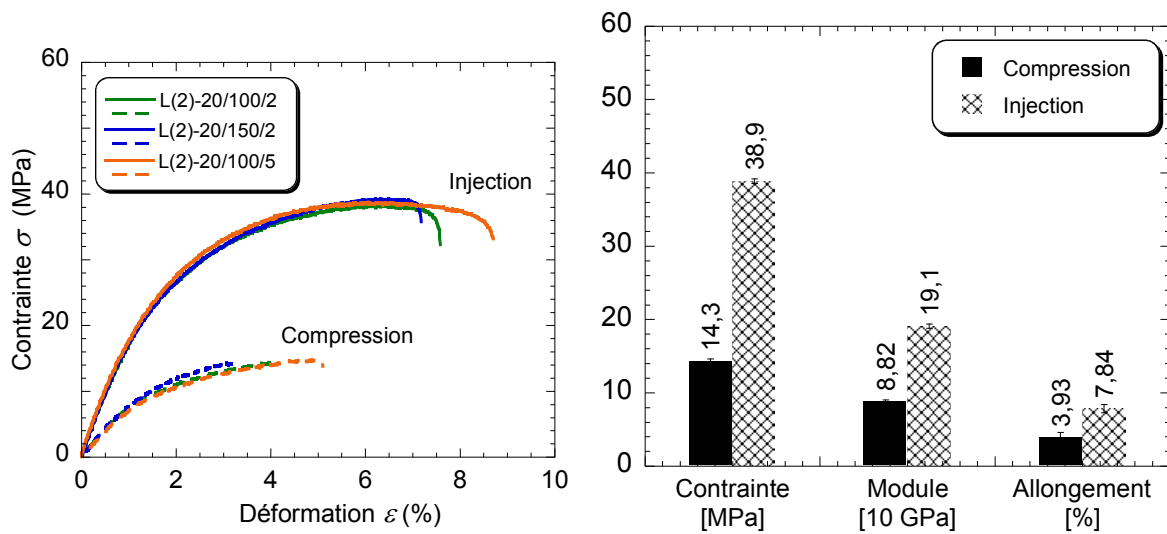 60
40
20
0
Contrainte σ (MPa)
L(2)-20/100/2
L(2)-20/150/2
L(2)-20/100/5
Injection
Compression
0 2 4 6 8 10
Déformation ε (%)
60
50
40
30
20
10
0
Compression
Injection
14,3
38,9
8,82
19,1
3,93
7,84
Contrainte Module Allongement
[MPa] [10 GPa] [%]